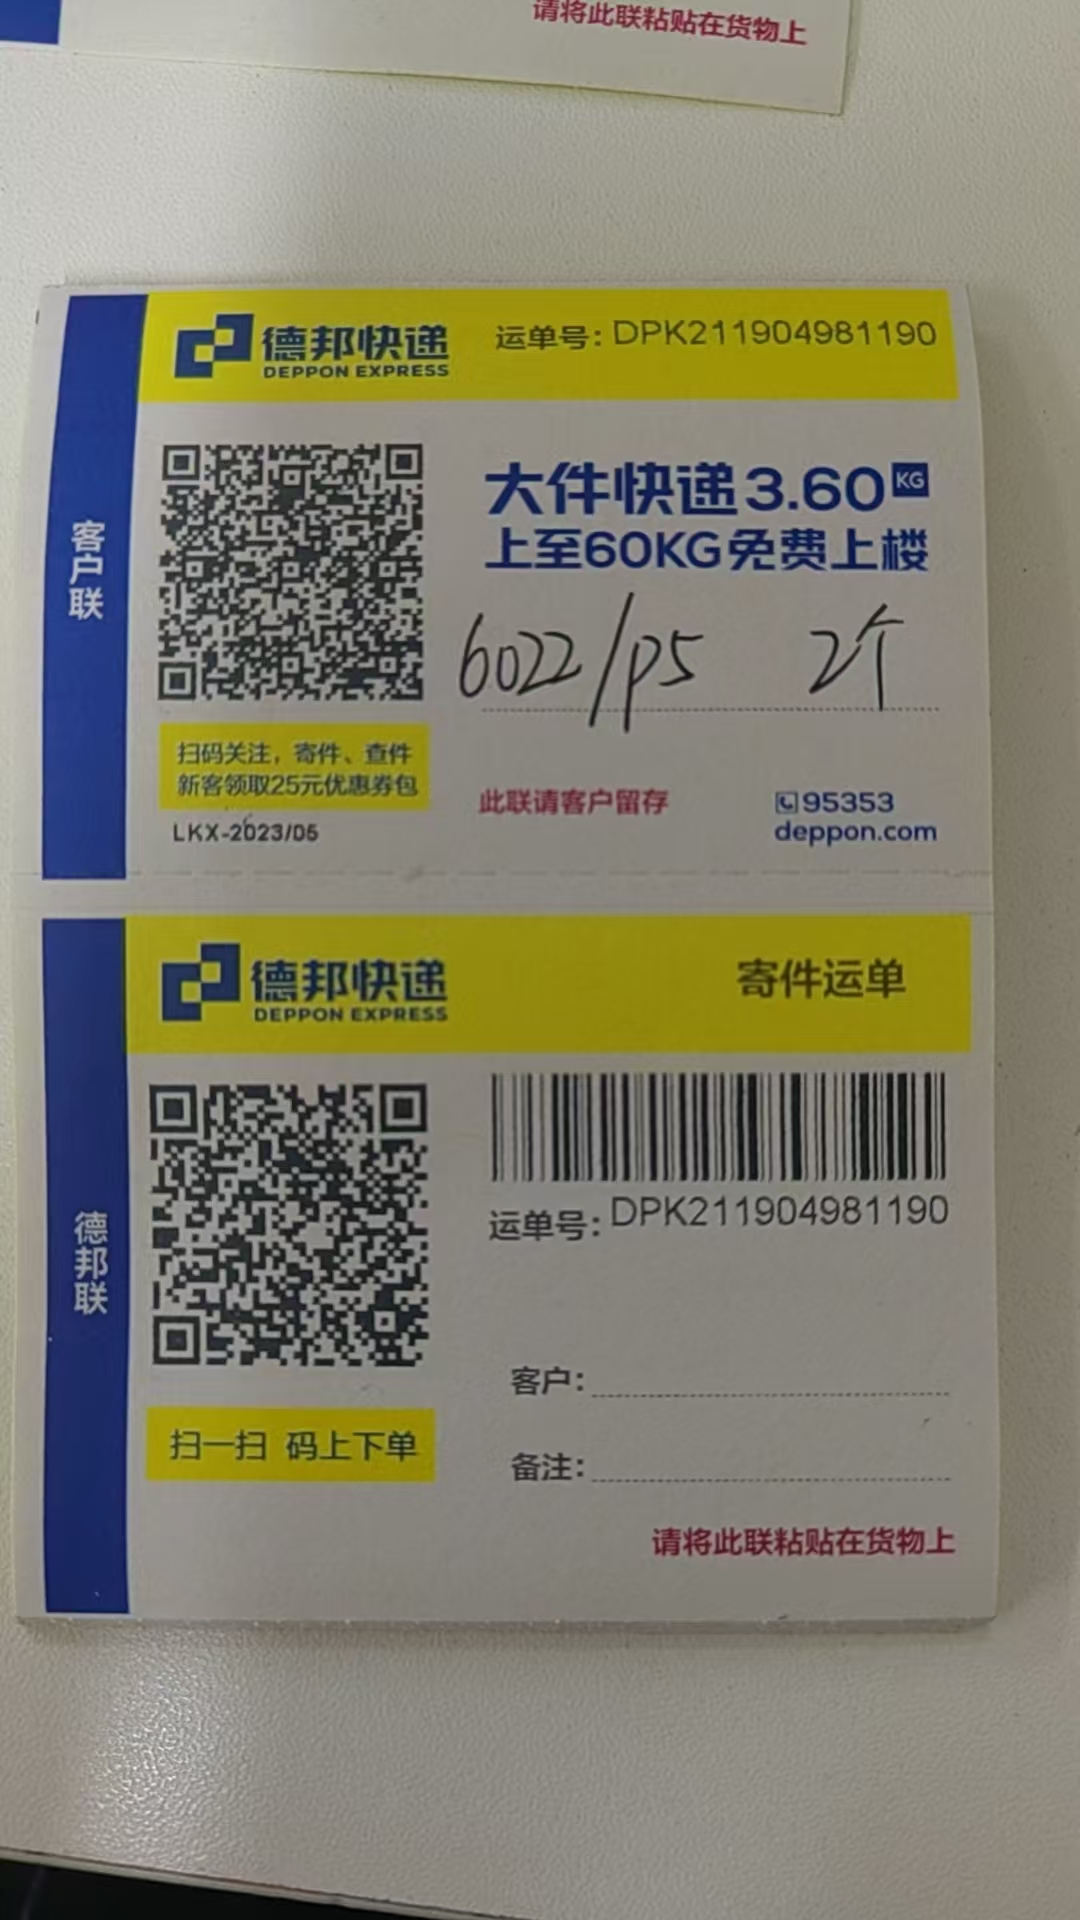 请将此联粘贴在货物上
德邦快递
DEPPON EXPRESS
运单号: DPK211904981190
客户联
大件快递3.60KG
上至60KG免费上楼
6022/P5 2个
扫码关注，寄件、查件
新客领取25元优惠券包
LKX-2023/05
此联请客户留存
95353
deppon.com
德邦快递
DEPPON EXPRESS
寄件运单
德邦联
运单号: DPK211904981190
客户:
备注:
扫一扫 码上下单
请将此联粘贴在货物上